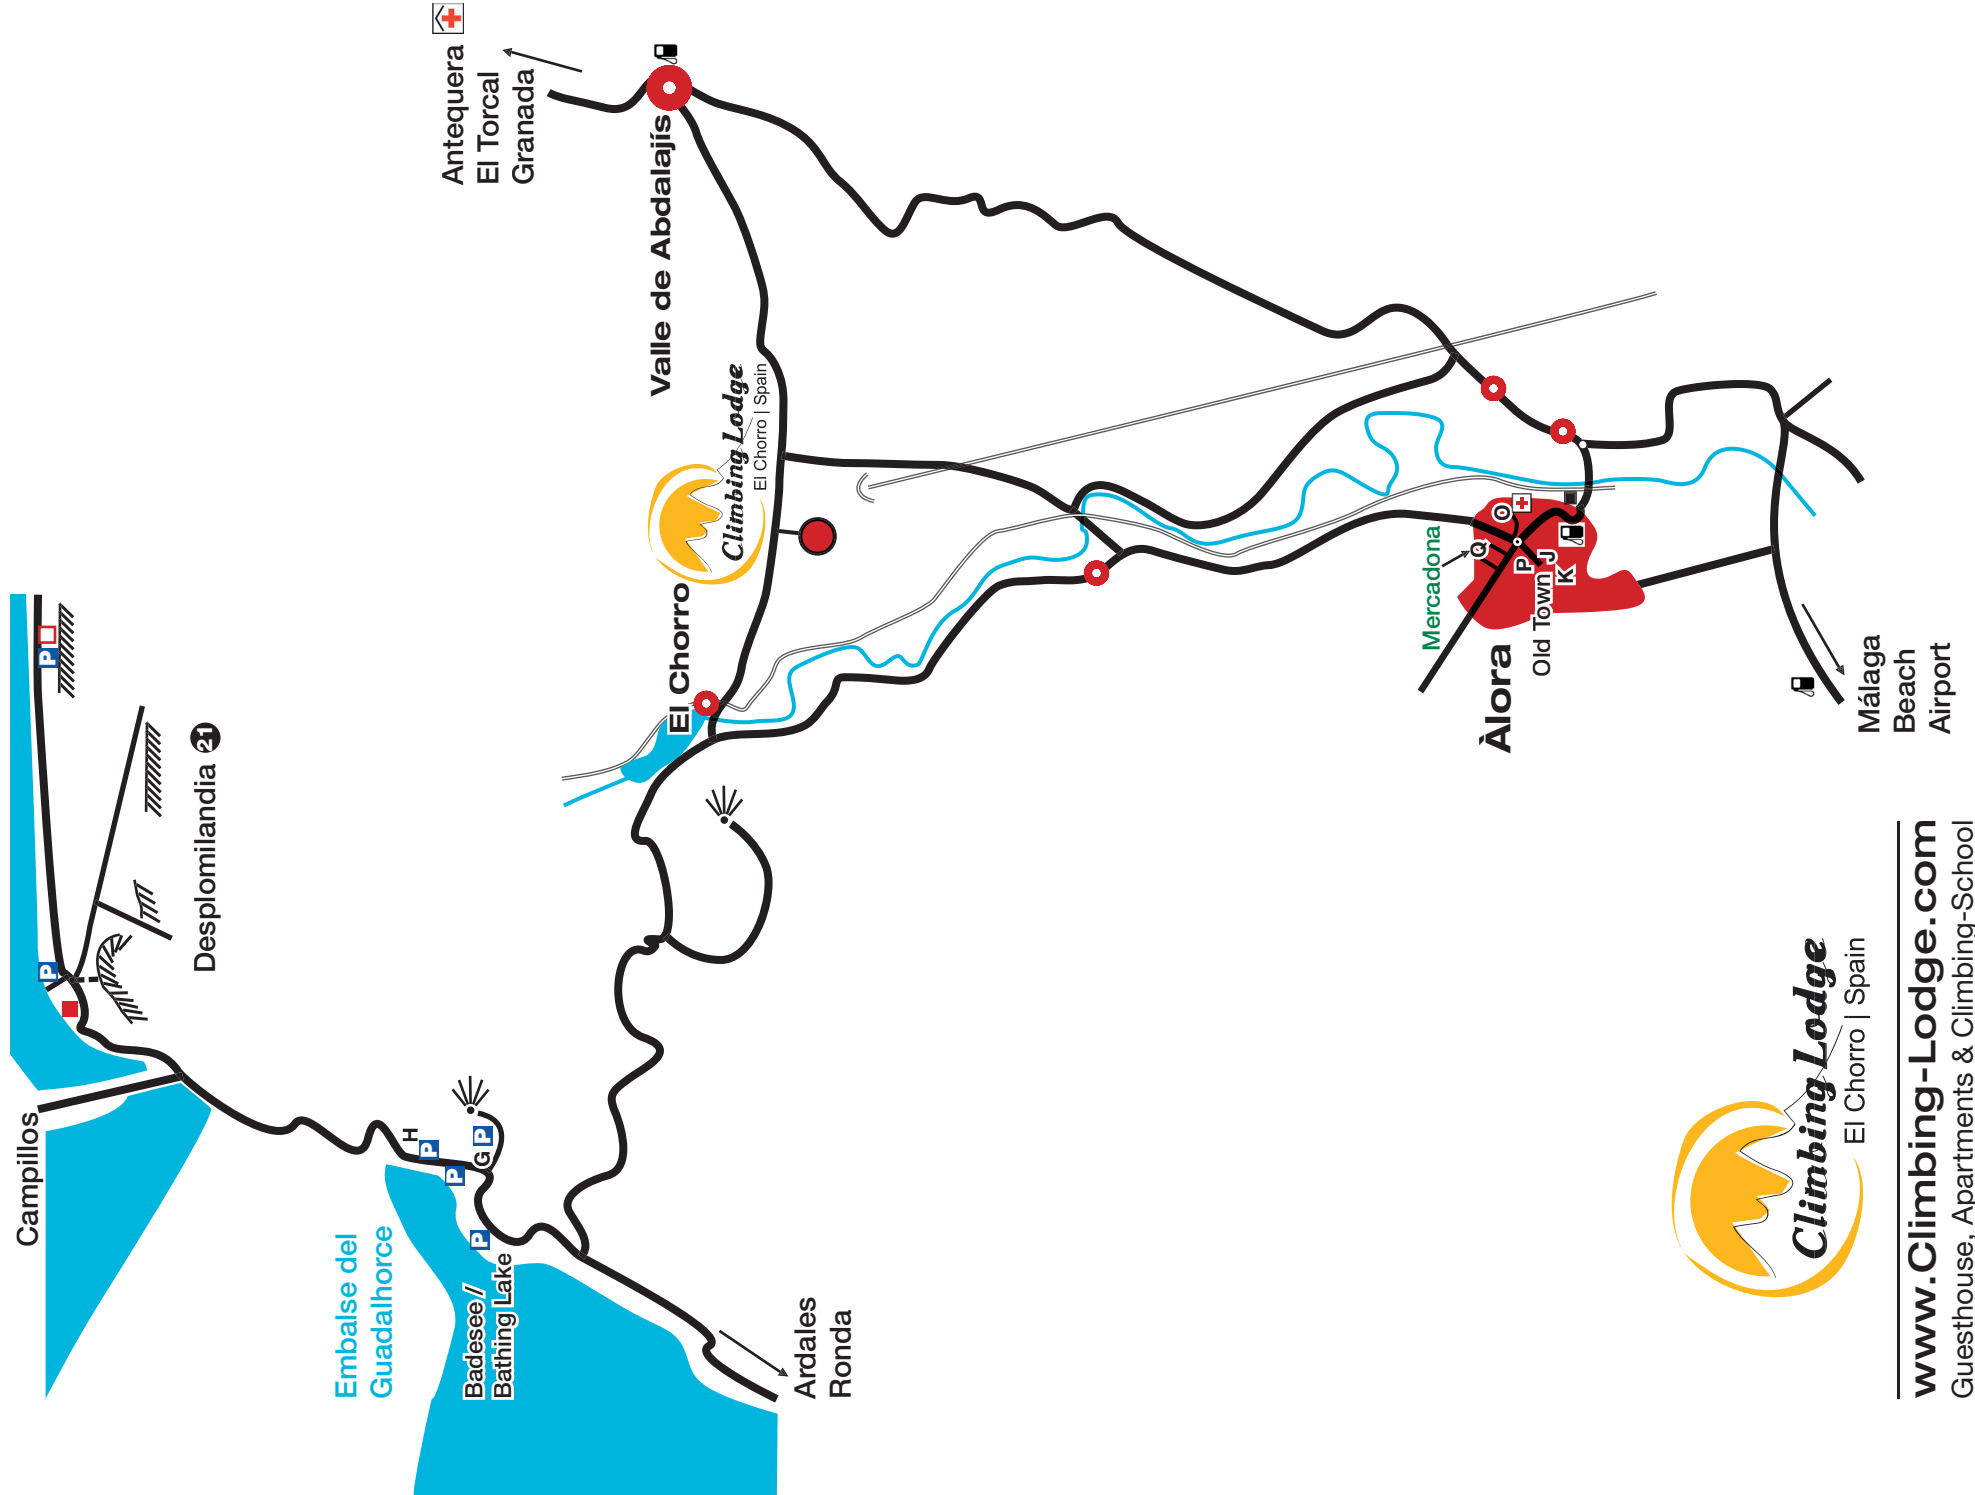 Campillos
P
P
Desplomilandia 21
Embalse del
Guadalhorce
H
P
P
G P
P
Badesee /
Bathing Lake
Ardales
Ronda
Antequera
El Torcal
Granada
Valle de Abdalajís
El Chorro
Climbing Lodge
El Chorro | Spain
Mercadona
Q
O
P
J
K
Old Town
Àlora
Málaga
Beach
Airport
Climbing Lodge
El Chorro | Spain
www.Climbing-Lodge.com
Guesthouse, Apartments & Climbing-School